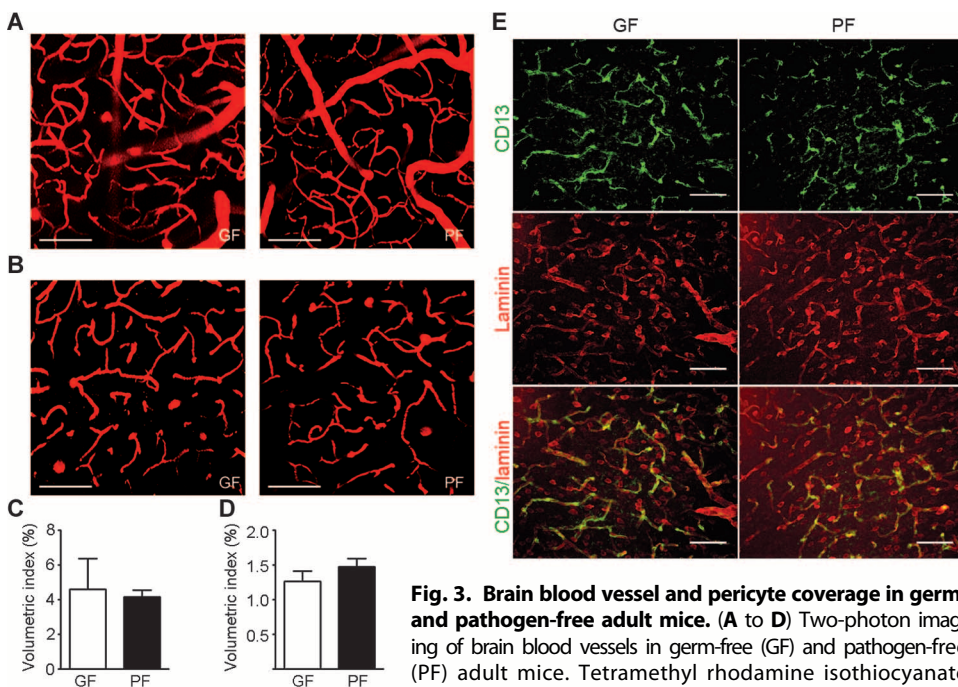 A
GF
PF
B
GF
PF
C
Volumetric index (%)
8
6
4
2
0
GF PF
D
Volumetric index (%)
2.0
1.5
1.0
0.5
GF PF
E
GF PF
CD13
Laminin
CD13/laminin
Fig. 3. Brain blood vessel and pericyte coverage in germ
and pathogen-free adult mice. (A to D) Two-photon imag
ing of brain blood vessels in germ-free (GF) and pathogen-free
(PF) adult mice. Tetramethyl rhodamine isothiocyanate